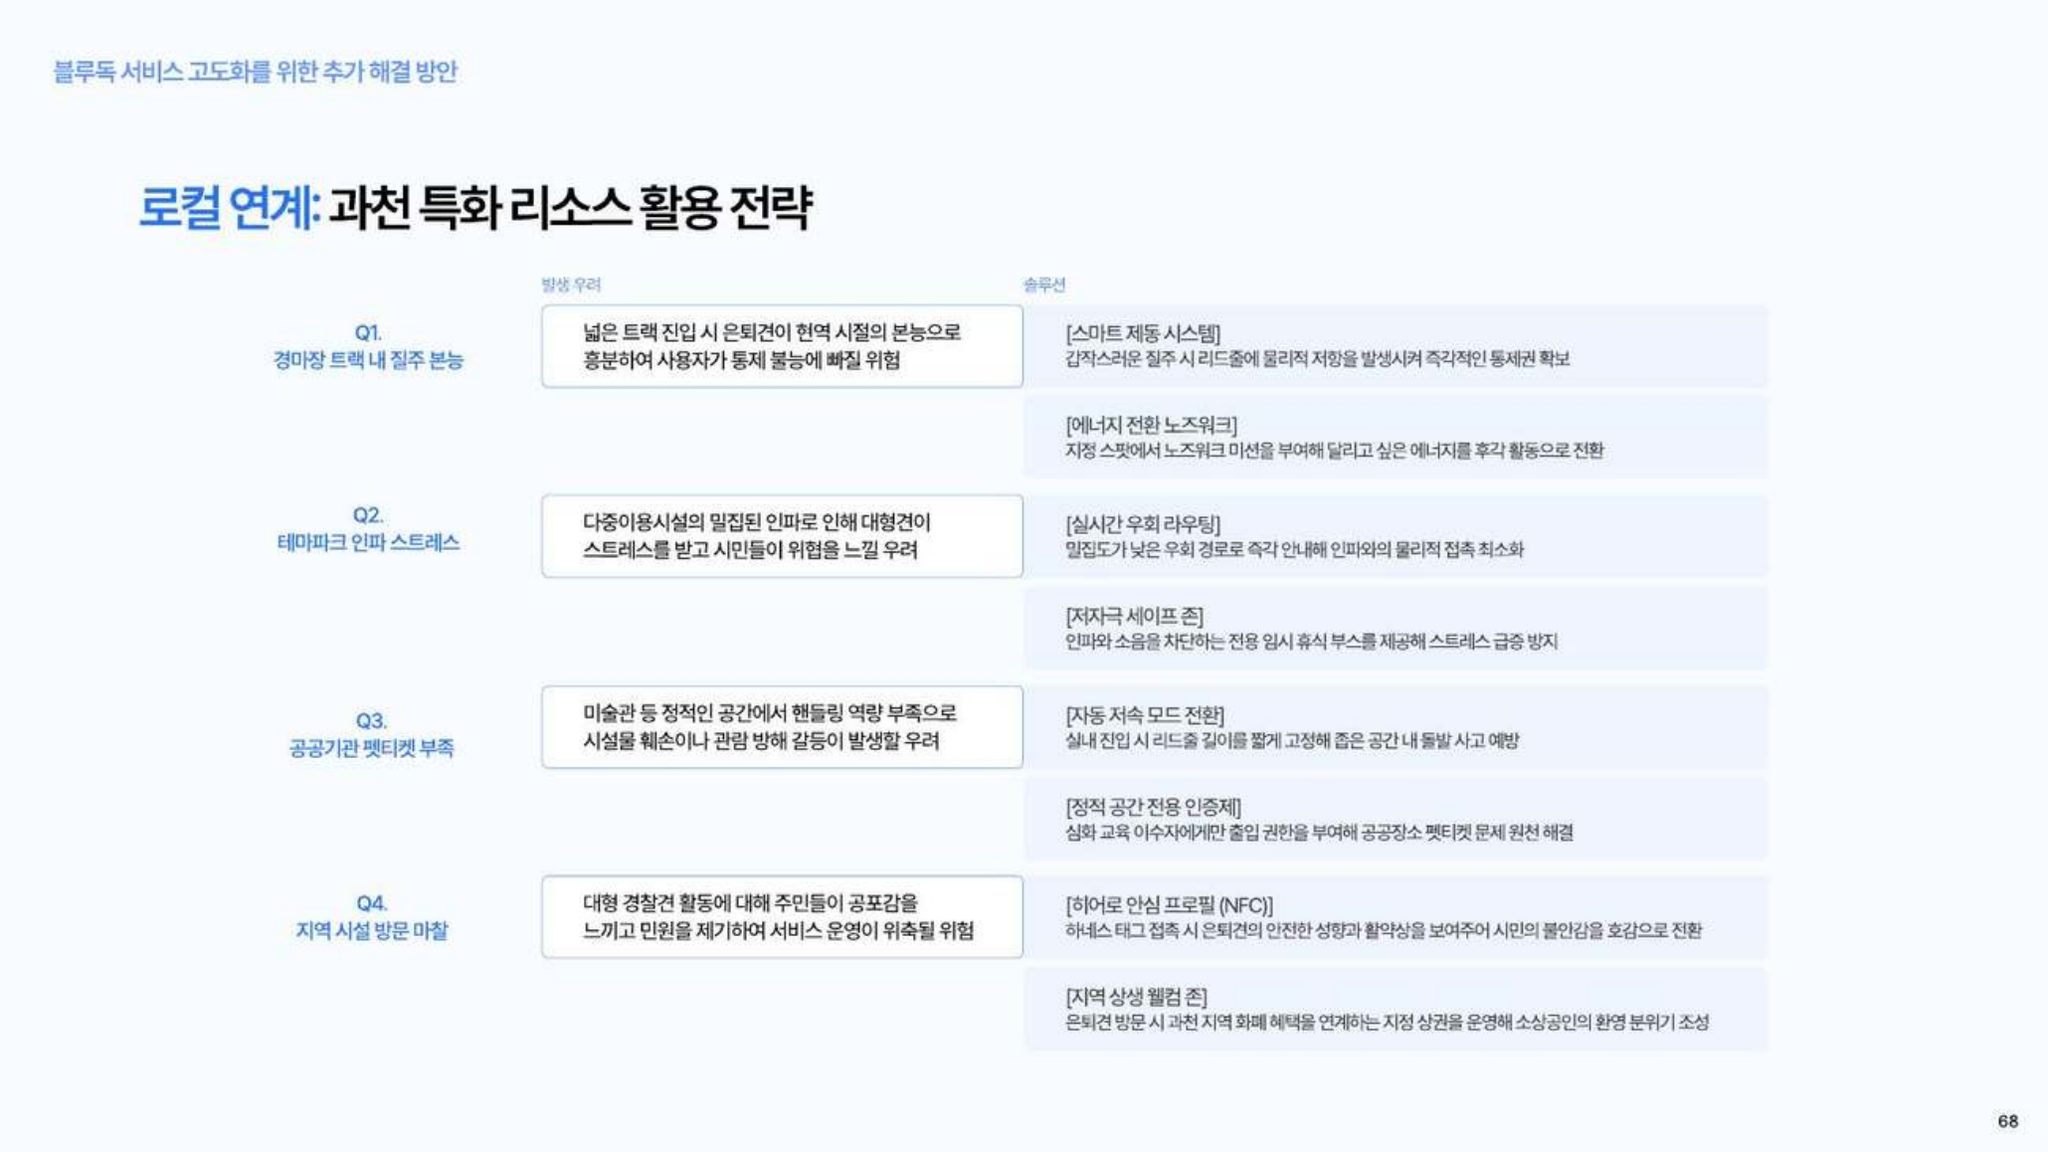 블루독 서비스 고도화를 위한 추가 해결 방안
로컬 연계: 과천 특화 리소스 활용 전략
발생 우려
솔루션
Q1.
경마장 트랙 내 질주 본능
넓은 트랙 진입 시 은퇴견이 현역 시절의 본능으로
흥분하여 사용자가 통제 불능에 빠질 위험
[스마트 제동 시스템]
갑작스러운 질주 시 리드줄에 물리적 저항을 발생시켜 즉각적인 통제권 확보
[에너지 전환 노즈워크]
지정 스팟에서 노즈워크 미션을 부여해 달리고 싶은 에너지를 후각 활동으로 전환
Q2.
테마파크 인파 스트레스
다중이용시설의 밀집된 인파로 인해 대형견이
스트레스를 받고 시민들이 위협을 느낄 우려
[실시간 우회 라우팅]
밀집도가 낮은 우회 경로로 즉각 안내해 인파와의 물리적 접촉 최소화
[저자극 세이프 존]
인파와 소음을 차단하는 전용 임시 휴식 부스를 제공해 스트레스 급증 방지
Q3.
공공기관 펫티켓 부족
미술관 등 정적인 공간에서 핸들링 역량 부족으로
시설물 훼손이나 관람 방해 갈등이 발생할 우려
[자동 저속 모드 전환]
실내 진입 시 리드줄 길이를 짧게 고정해 좁은 공간 내 돌발 사고 예방
[정적 공간 전용 인증제]
심화 교육 이수자에게만 출입 권한을 부여해 공공장소 펫티켓 문제 원천 해결
Q4.
지역 시설 방문 마찰
대형 경찰견 활동에 대해 주민들이 공포감을
느끼고 민원을 제기하여 서비스 운영이 위축될 위험
[히어로 안심 프로필 (NFC)]
하네스 태그 접촉 시 은퇴견의 안전한 성향과 활약상을 보여주어 시민의 불안감을 호감으로 전환
[지역 상생 웰컴 존]
은퇴견 방문 시 과천 지역 화폐 혜택을 연계하는 지정 상권을 운영해 소상공인의 환영 분위기 조성
68